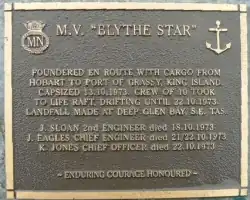 M.V. "BLYTHE STAR"
MN
FOUNDERED EN ROUTE WITH CARGO FROM
HOBART TO PORT OF GRASSY, KING ISLAND.
CAPSIZED 13.10.1973. CREW OF 10 TOOK
TO LIFE RAFT, DRIFTING UNTIL 22.10.1973.
LANDFALL MADE AT DEEP GLEN BAY, S.E. TAS
J. SLOAN 2nd ENGINEER died 18.10.1973
J. EAGLES CHIEF ENGINEER died 21/22.10.1973
K. JONES CHIEF OFFICER died 22.10.1973
- ENDURING COURAGE HONOURED -